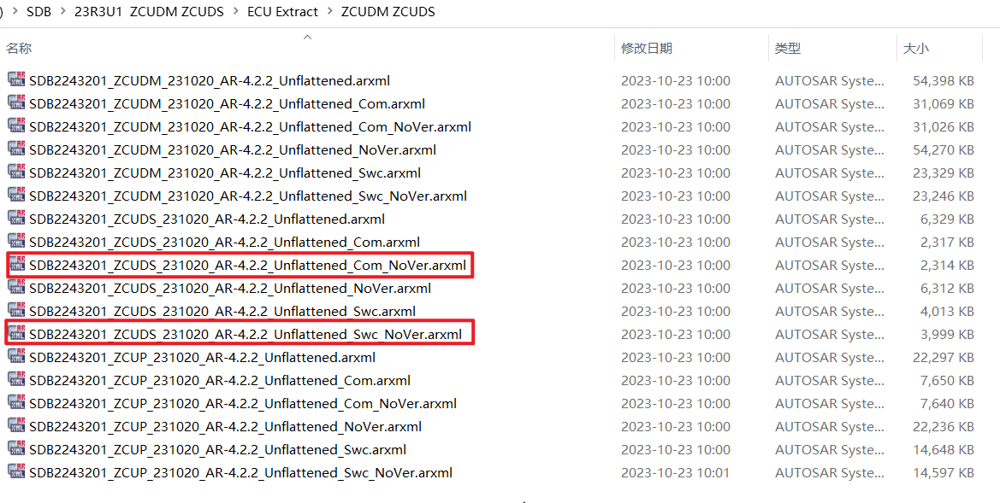 ) > SDB > 23R3U1 ZCUDM ZCUDS > ECU Extract > ZCUDM ZCUDS
名称 修改日期 类型 大小
SDB2243201_ZCUDM_231020_AR-4.2.2_Unflattened.arxml 2023-10-23 10:00 AUTOSAR Syste... 54,398 KB
SDB2243201_ZCUDM_231020_AR-4.2.2_Unflattened_Com.arxml 2023-10-23 10:00 AUTOSAR Syste... 31,069 KB
SDB2243201_ZCUDM_231020_AR-4.2.2_Unflattened_Com_NoVer.arxml 2023-10-23 10:00 AUTOSAR Syste... 31,026 KB
SDB2243201_ZCUDM_231020_AR-4.2.2_Unflattened_NoVer.arxml 2023-10-23 10:00 AUTOSAR Syste... 54,270 KB
SDB2243201_ZCUDM_231020_AR-4.2.2_Unflattened_Swc.arxml 2023-10-23 10:00 AUTOSAR Syste... 23,329 KB
SDB2243201_ZCUDM_231020_AR-4.2.2_Unflattened_Swc_NoVer.arxml 2023-10-23 10:00 AUTOSAR Syste... 23,246 KB
SDB2243201_ZCUDS_231020_AR-4.2.2_Unflattened.arxml 2023-10-23 10:00 AUTOSAR Syste... 6,329 KB
SDB2243201_ZCUDS_231020_AR-4.2.2_Unflattened_Com.arxml 2023-10-23 10:00 AUTOSAR Syste... 2,317 KB
SDB2243201_ZCUDS_231020_AR-4.2.2_Unflattened_Com_NoVer.arxml 2023-10-23 10:00 AUTOSAR Syste... 2,314 KB
SDB2243201_ZCUDS_231020_AR-4.2.2_Unflattened_NoVer.arxml 2023-10-23 10:00 AUTOSAR Syste... 6,312 KB
SDB2243201_ZCUDS_231020_AR-4.2.2_Unflattened_Swc.arxml 2023-10-23 10:00 AUTOSAR Syste... 4,013 KB
SDB2243201_ZCUDS_231020_AR-4.2.2_Unflattened_Swc_NoVer.arxml 2023-10-23 10:00 AUTOSAR Syste... 3,999 KB
SDB2243201_ZCUP_231020_AR-4.2.2_Unflattened.arxml 2023-10-23 10:00 AUTOSAR Syste... 22,297 KB
SDB2243201_ZCUP_231020_AR-4.2.2_Unflattened_Com.arxml 2023-10-23 10:00 AUTOSAR Syste... 7,650 KB
SDB2243201_ZCUP_231020_AR-4.2.2_Unflattened_Com_NoVer.arxml 2023-10-23 10:00 AUTOSAR Syste... 7,640 KB
SDB2243201_ZCUP_231020_AR-4.2.2_Unflattened_NoVer.arxml 2023-10-23 10:00 AUTOSAR Syste... 22,236 KB
SDB2243201_ZCUP_231020_AR-4.2.2_Unflattened_Swc.arxml 2023-10-23 10:00 AUTOSAR Syste... 14,648 KB
SDB2243201_ZCUP_231020_AR-4.2.2_Unflattened_Swc_NoVer.arxml 2023-10-23 10:01 AUTOSAR Syste... 14,597 KB